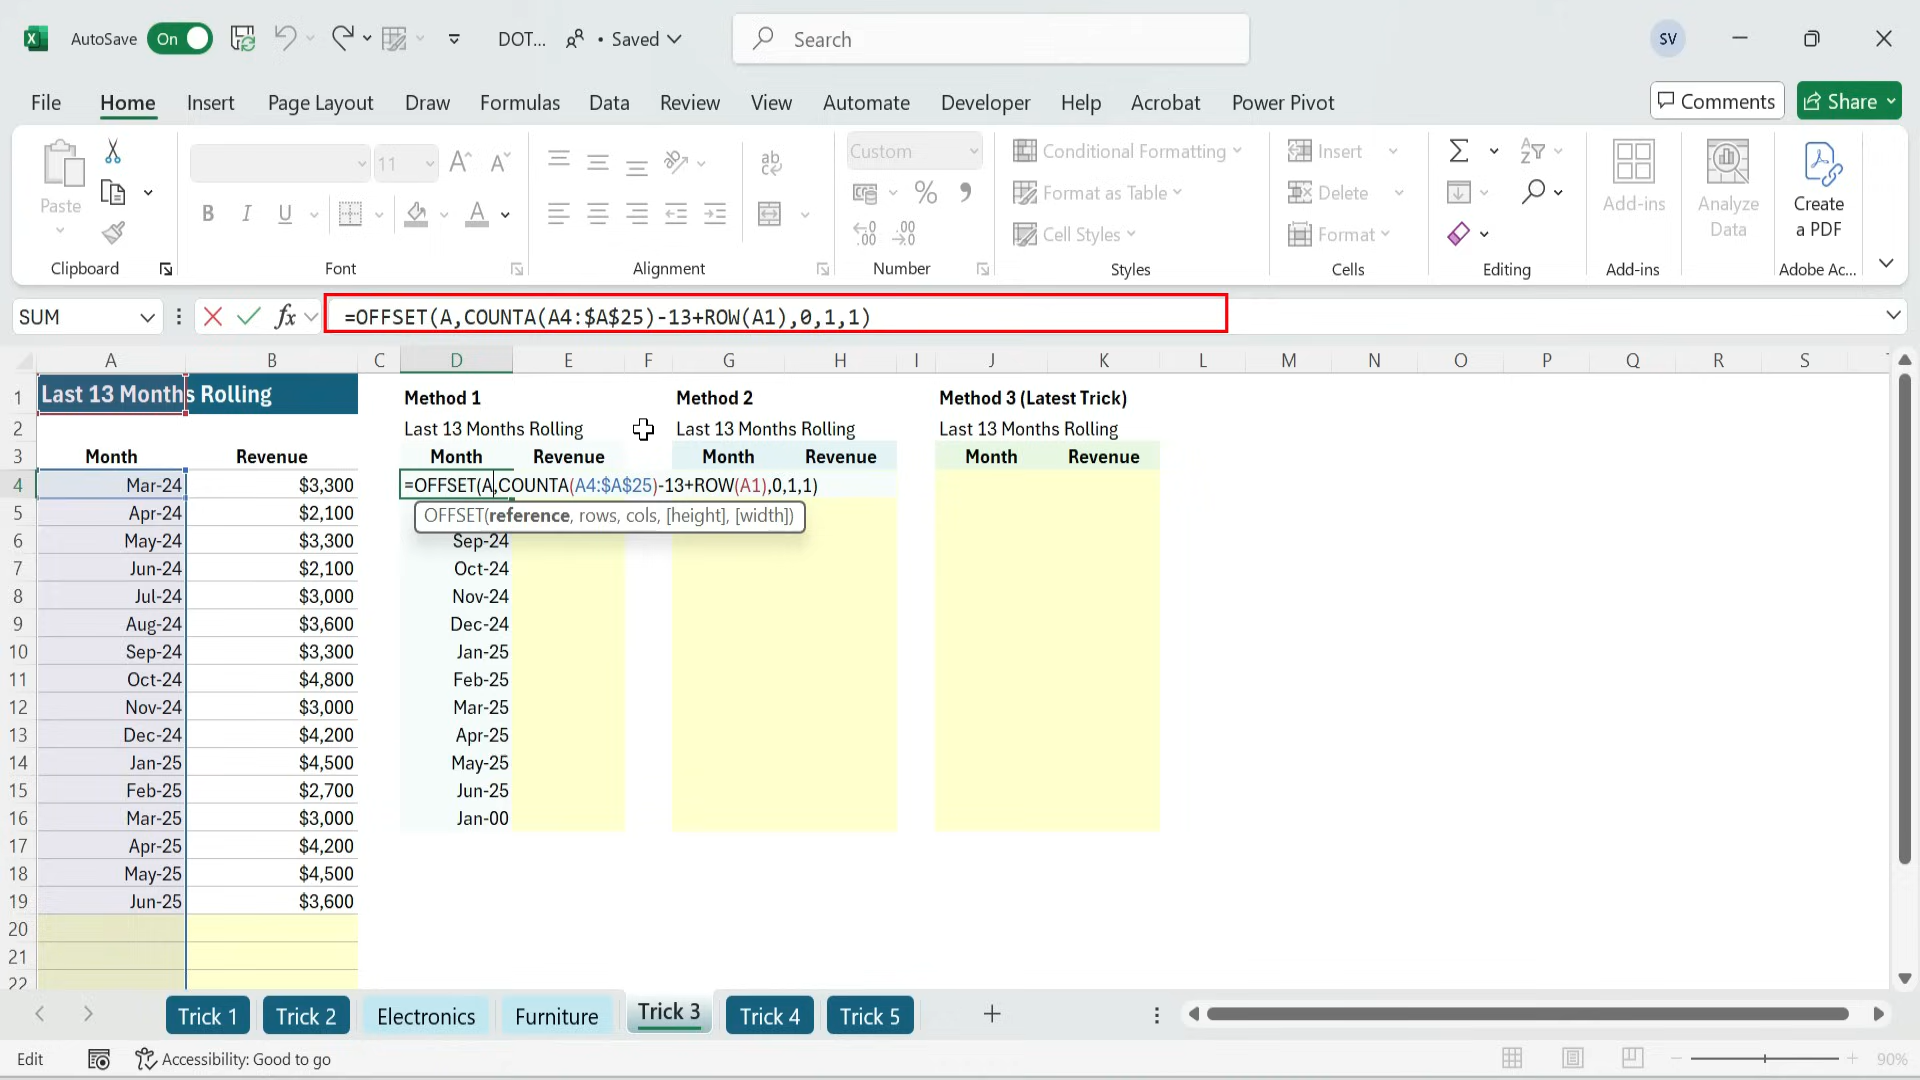 AutoSave On DOT... • Saved Search SV
File Home Insert Page Layout Draw Formulas Data Review View Automate Developer Help Acrobat Power Pivot Comments Share
Paste 11 Custom Conditional Formatting Insert
Format as Table Delete Add-ins Analyze Data Create a PDF
Cell Styles Format
Clipboard Font Alignment Number Styles Cells Editing Add-ins Adobe Ac...
SUM fx =OFFSET(A,COUNTA(A4:$A$25)-13+ROW(A1),0,1,1)
A B C D E F G H I J K L M N O P Q R S
1 Last 13 Months Rolling Method 1 Method 2 Method 3 (Latest Trick)
2 Last 13 Months Rolling Last 13 Months Rolling Last 13 Months Rolling
3 Month Revenue Month Revenue Month Revenue Month Revenue
4 Mar-24 $3,300 =OFFSET(A,COUNTA(A4:$A$25)-13+ROW(A1),0,1,1)
5 Apr-24 $2,100 OFFSET(reference, rows, cols, [height], [width])
6 May-24 $3,300 Sep-24
7 Jun-24 $2,100 Oct-24
8 Jul-24 $3,000 Nov-24
9 Aug-24 $3,600 Dec-24
10 Sep-24 $3,300 Jan-25
11 Oct-24 $4,800 Feb-25
12 Nov-24 $3,000 Mar-25
13 Dec-24 $4,200 Apr-25
14 Jan-25 $4,500 May-25
15 Feb-25 $2,700 Jun-25
16 Mar-25 $3,000 Jan-00
17 Apr-25 $4,200
18 May-25 $4,500
19 Jun-25 $3,600
20
21
22
Trick 1 Trick 2 Electronics Furniture Trick 3 Trick 4 Trick 5
Edit Accessibility: Good to go 90%